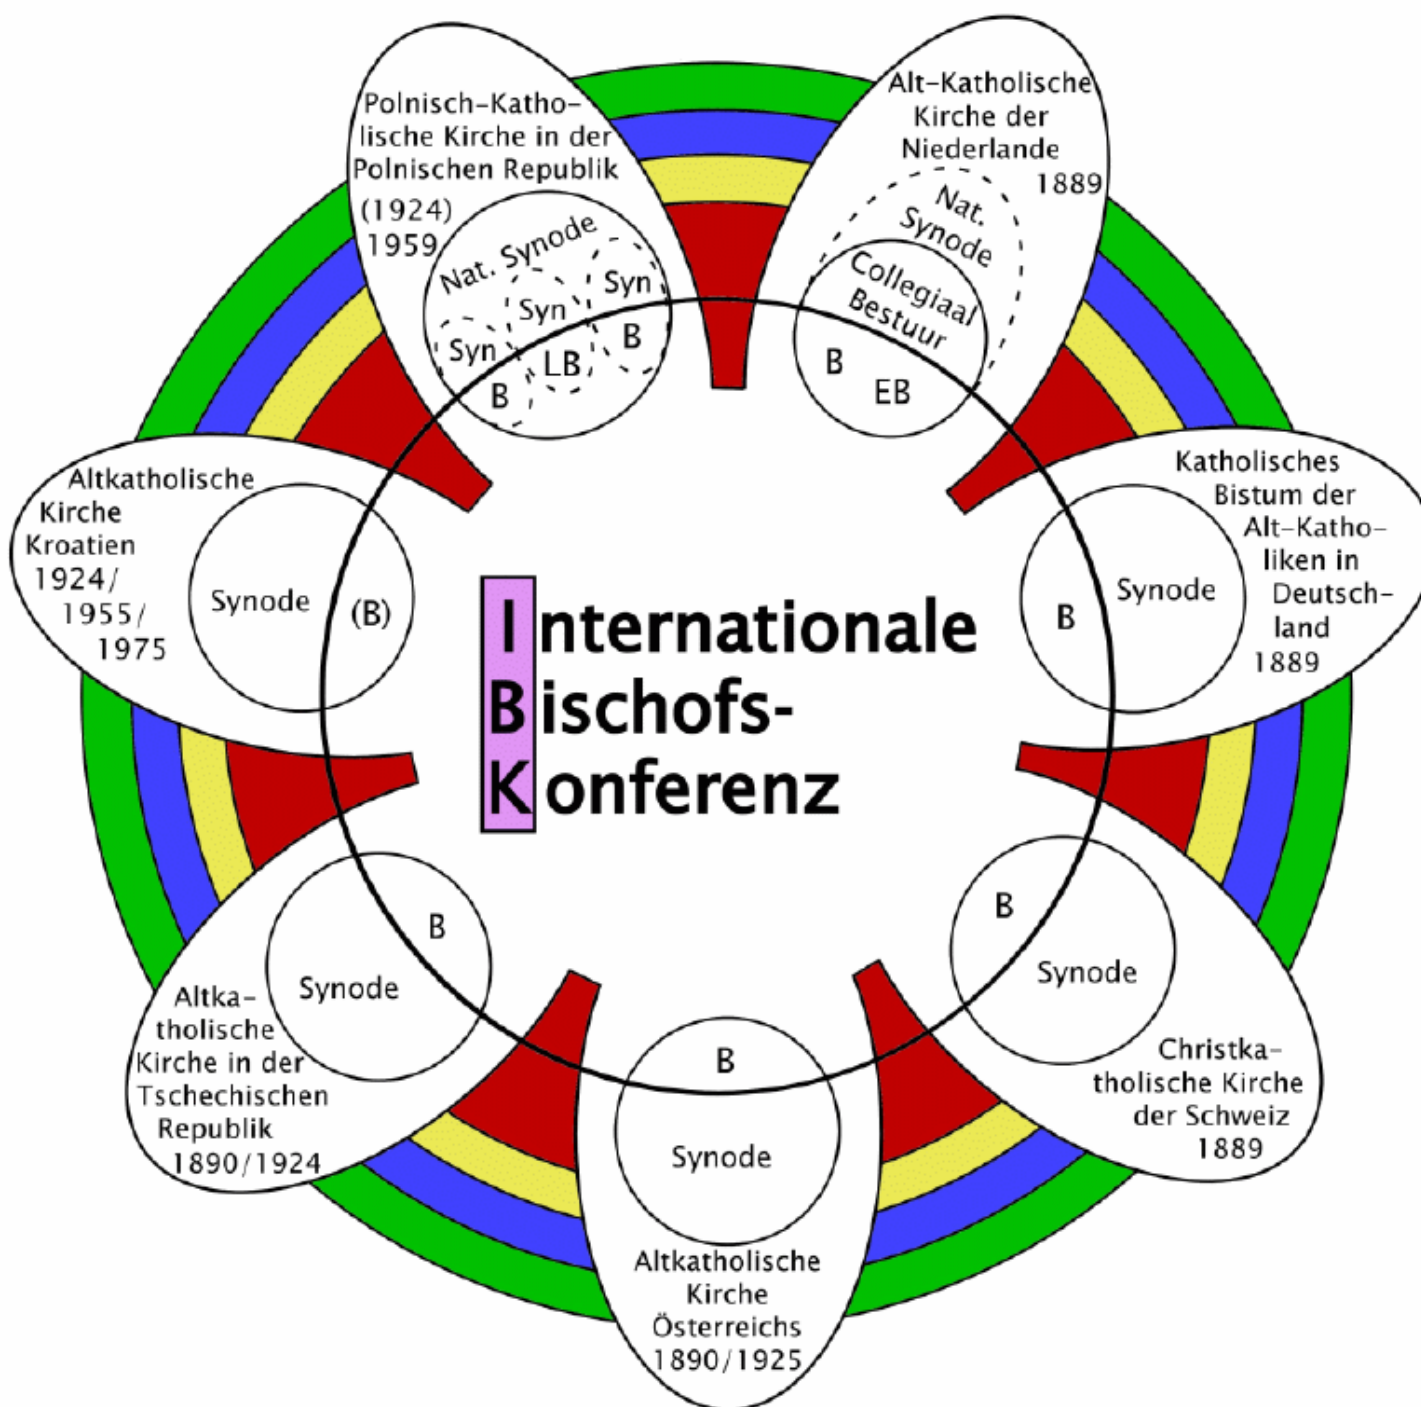 Polnisch-Katho-
lische Kirche in der
Polnischen Republik
(1924)
1959
Nat. Synode
Syn
Syn
Syn
B
LB
B
Alt-Katholische
Kirche der
Niederlande
1889
Nat.
Synode
Collegiaal
Bestuur
B
EB
Altkatholische
Kirche
Kroatien
1924/
1955/
1975
Synode
(B)
Katholisches
Bistum der
Alt-Katho-
liken in
Deutsch-
land
1889
B
Synode
Internationale
Bischofs-
Konferenz
Altka-
tholische
Kirche in der
Tschechischen
Republik
1890/1924
Synode
B
B
Synode
Christka-
tholische Kirche
der Schweiz
1889
B
Synode
Altkatholische
Kirche
Österreichs
1890/1925